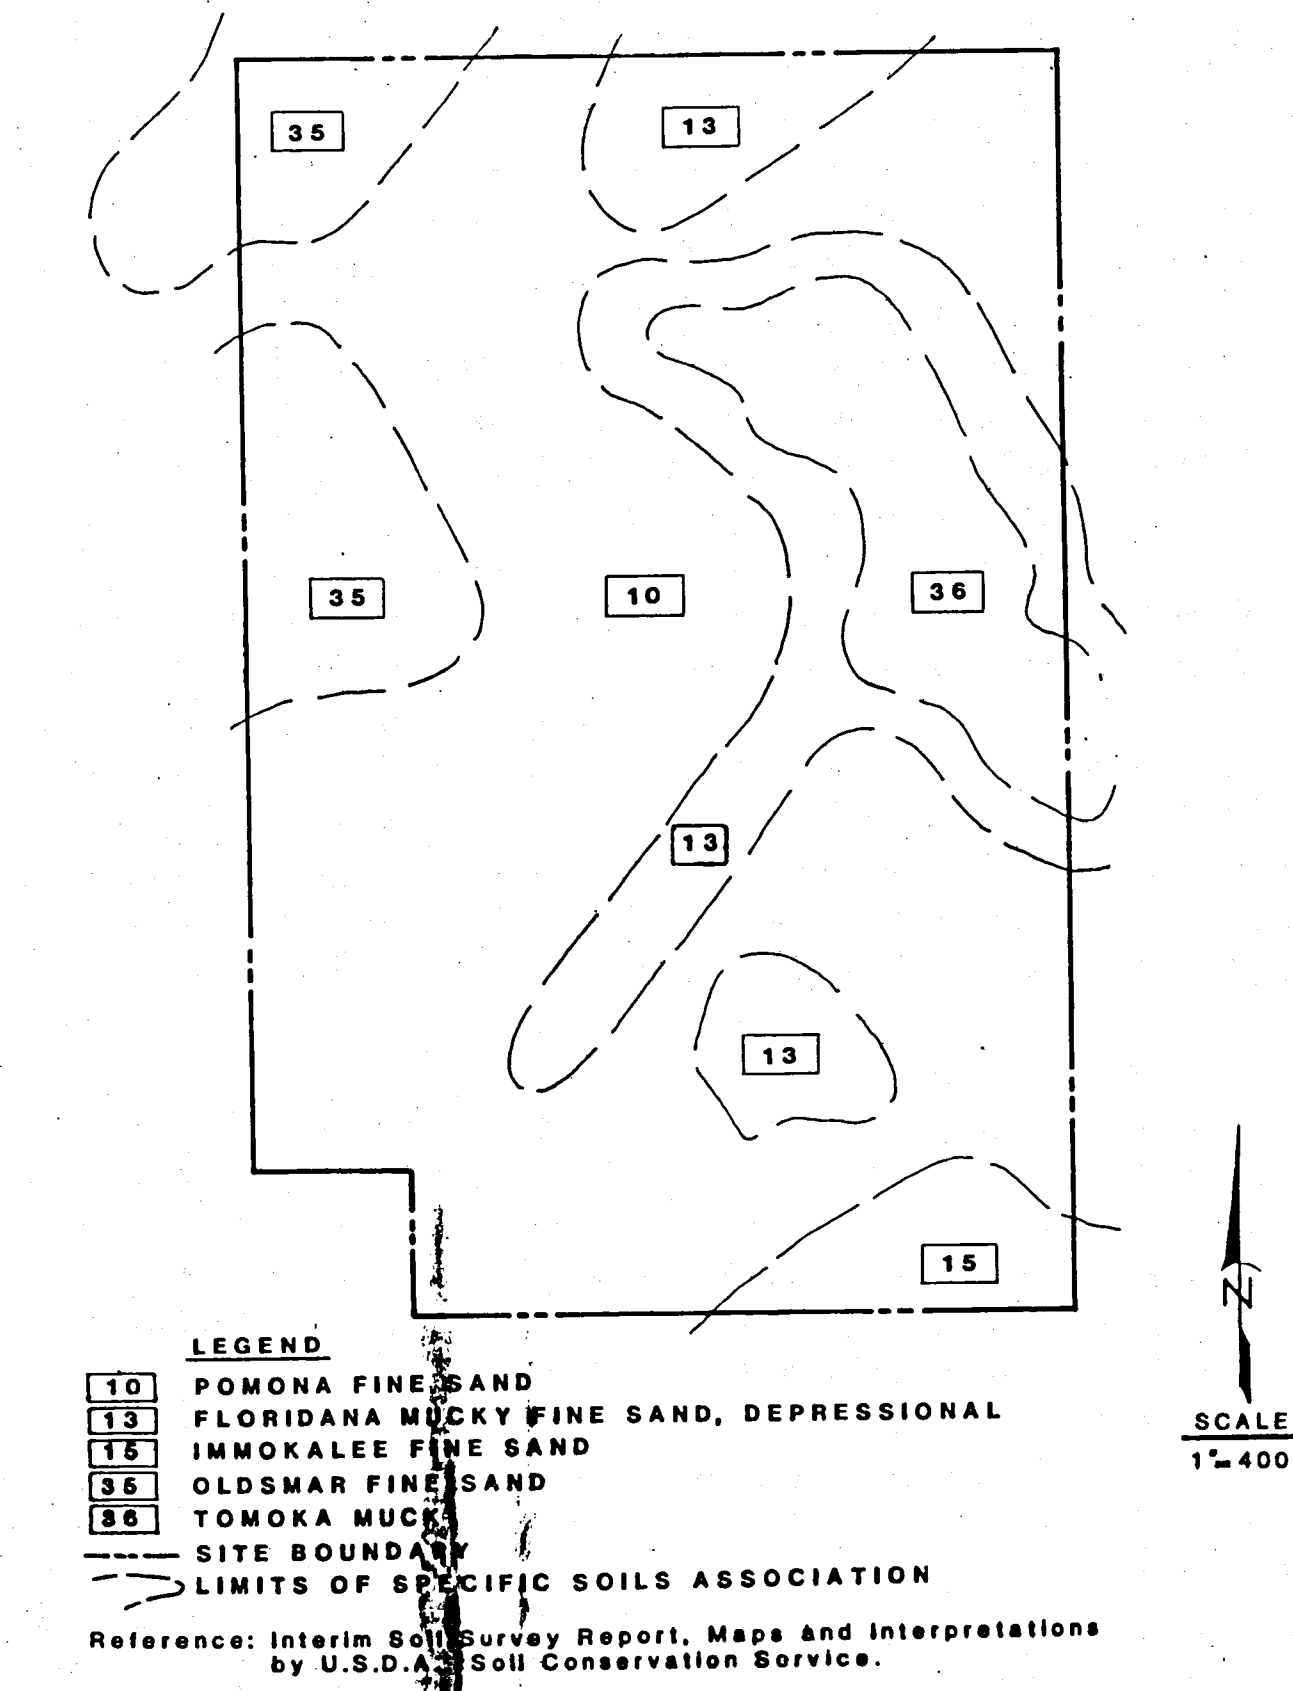 35
13
35
10
36
13
13
15
N
LEGEND
10 POMONA FINE SAND
13 FLORIDANA MUCKY FINE SAND, DEPRESSIONAL
15 IMMOKALEE FINE SAND
35 OLDSMAR FINE SAND
36 TOMOKA MUCK
SITE BOUNDARY
LIMITS OF SPECIFIC SOILS ASSOCIATION
SCALE
1"=400
Reference: Interim Soil Survey Report, Maps and Interpretations
by U.S.D.A. Soil Conservation Service.